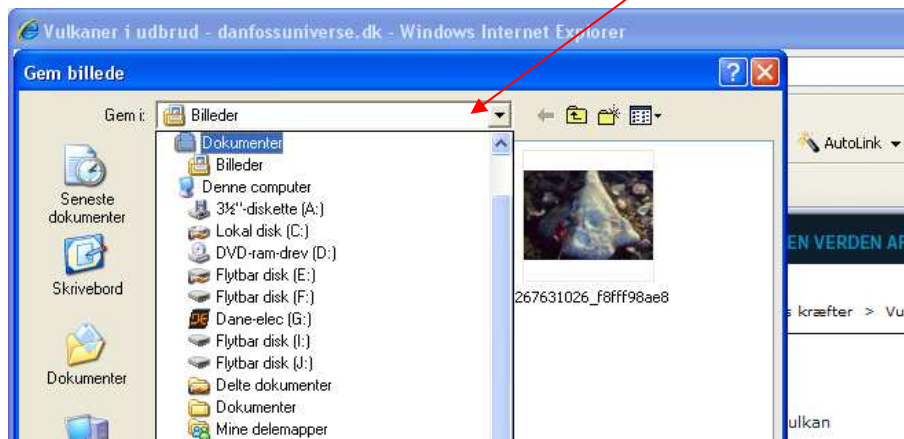 Vulkaner i udbrud - danfossuniverse.dk - Windows Internet Explorer
Gem billede
Gem i:
Billeder
AutoLink
Dokumenter
Billeder
Denne computer
3½"-diskette (A:)
Lokal disk (C:)
DVD-ram-drev (D:)
Flytbar disk (E:)
Flytbar disk (F:)
Dane-elec (G:)
Flytbar disk (I:)
Flytbar disk (J:)
Delte dokumenter
Dokumenter
Mine delemapper
Seneste
dokumenter
Skrivebord
Dokumenter
267631026_f8fff98ae8
EN VERDEN AF
s kræfter > Vu
ulkan